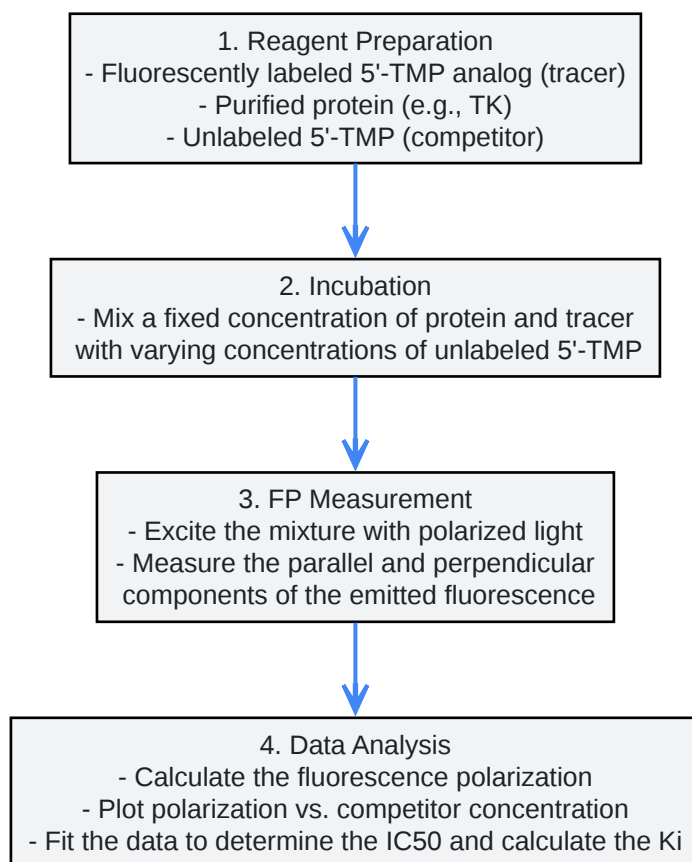 1. Reagent Preparation
- Fluorescently labeled 5'-TMP analog (tracer)
- Purified protein (e.g., TK)
- Unlabeled 5'-TMP (competitor)
2. Incubation
- Mix a fixed concentration of protein and tracer
with varying concentrations of unlabeled 5'-TMP
3. FP Measurement
- Excite the mixture with polarized light
- Measure the parallel and perpendicular
components of the emitted fluorescence
4. Data Analysis
- Calculate the fluorescence polarization
- Plot polarization vs. competitor concentration
- Fit the data to determine the IC50 and calculate the Ki